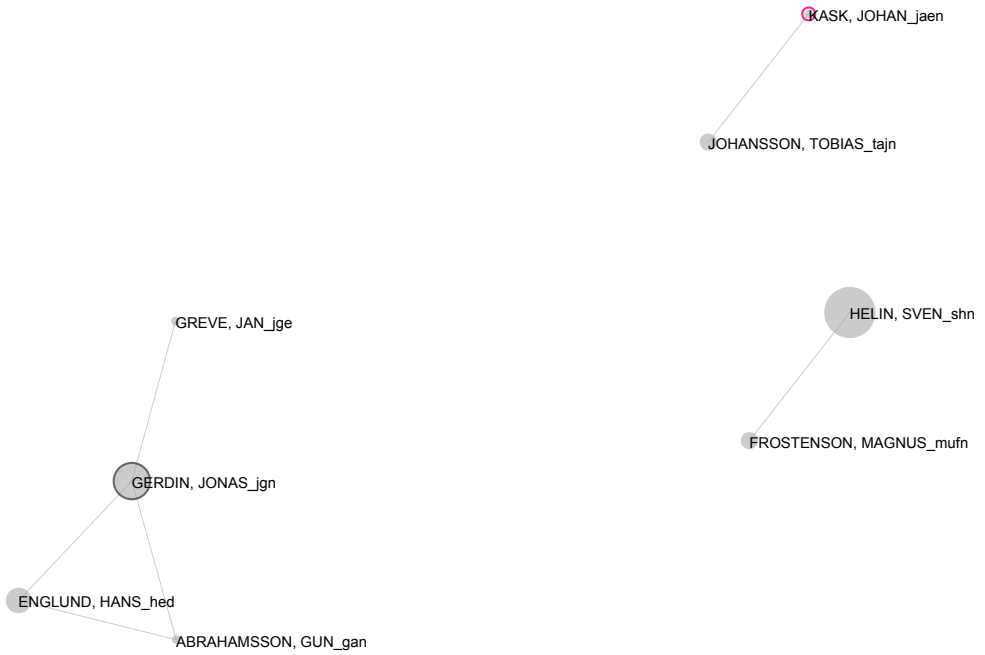 KASK, JOHAN_jaen
JOHANSSON, TOBIAS_tajn
HELIN, SVEN_shn
GREVE, JAN_jge
FROSTENSON, MAGNUS_mufn
GERDIN, JONAS_jgn
ENGLUND, HANS_hed
ABRAHAMSSON, GUN_gan